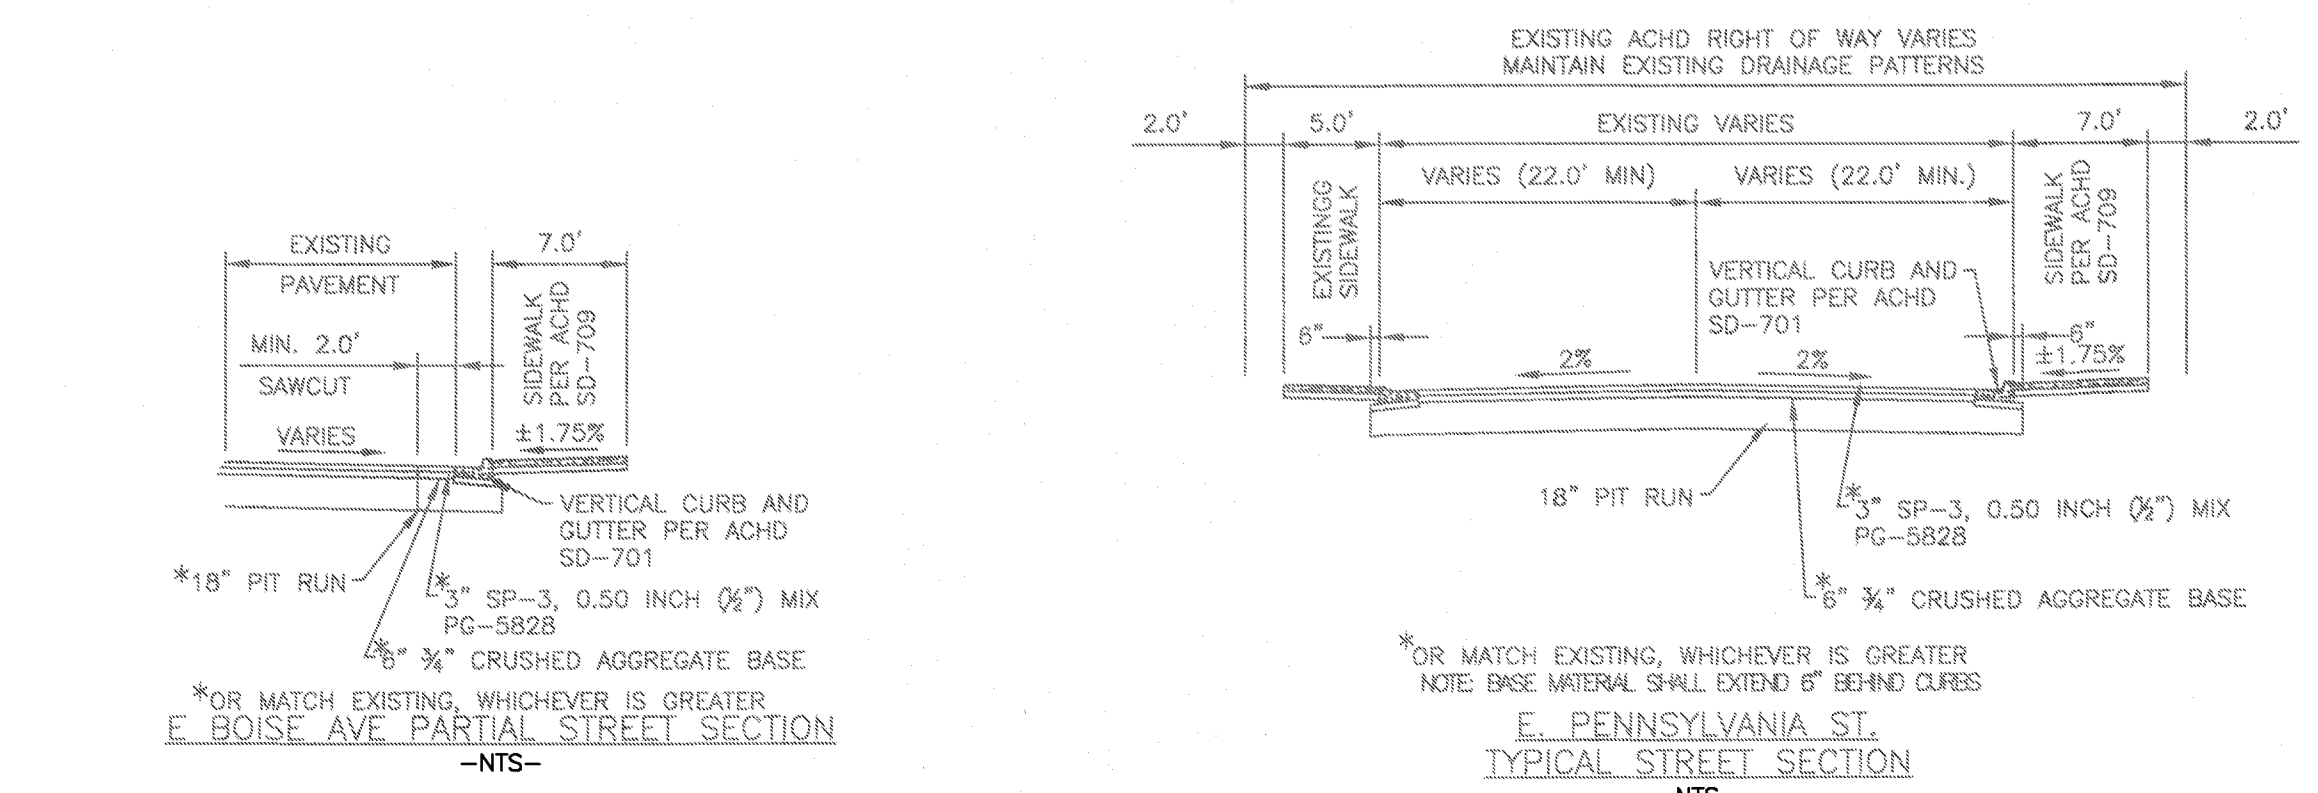 EXISTING
PAVEMENT
7.0'
MIN. 2.0'
SAWCUT
SIDEWALK
PER ACHD
SD-709
VARIES
±1.75%
VERTICAL CURB AND
GUTTER PER ACHD
SD-701
*18" PIT RUN
*3" SP-3, 0.50 INCH (½") MIX
PG-5828
*6" ¾" CRUSHED AGGREGATE BASE
*OR MATCH EXISTING, WHICHEVER IS GREATER
E BOISE AVE PARTIAL STREET SECTION
-NTS-
EXISTING ACHD RIGHT OF WAY VARIES
MAINTAIN EXISTING DRAINAGE PATTERNS
2.0'
5.0'
EXISTING VARIES
7.0'
2.0'
VARIES (22.0' MIN)
VARIES (22.0' MIN.)
EXISTINGG
SIDEWALK
SIDEWALK
PER ACHD
SD-709
VERTICAL CURB AND
GUTTER PER ACHD
SD-701
6"
6"
2%
2%
±1.75%
18" PIT RUN
*3" SP-3, 0.50 INCH (½") MIX
PG-5828
*6" ¾" CRUSHED AGGREGATE BASE
*OR MATCH EXISTING, WHICHEVER IS GREATER
NOTE: BASE MATERIAL SHALL EXTEND 6" BEHIND CURBS
E. PENNSYLVANIA ST.
TYPICAL STREET SECTION
NTS